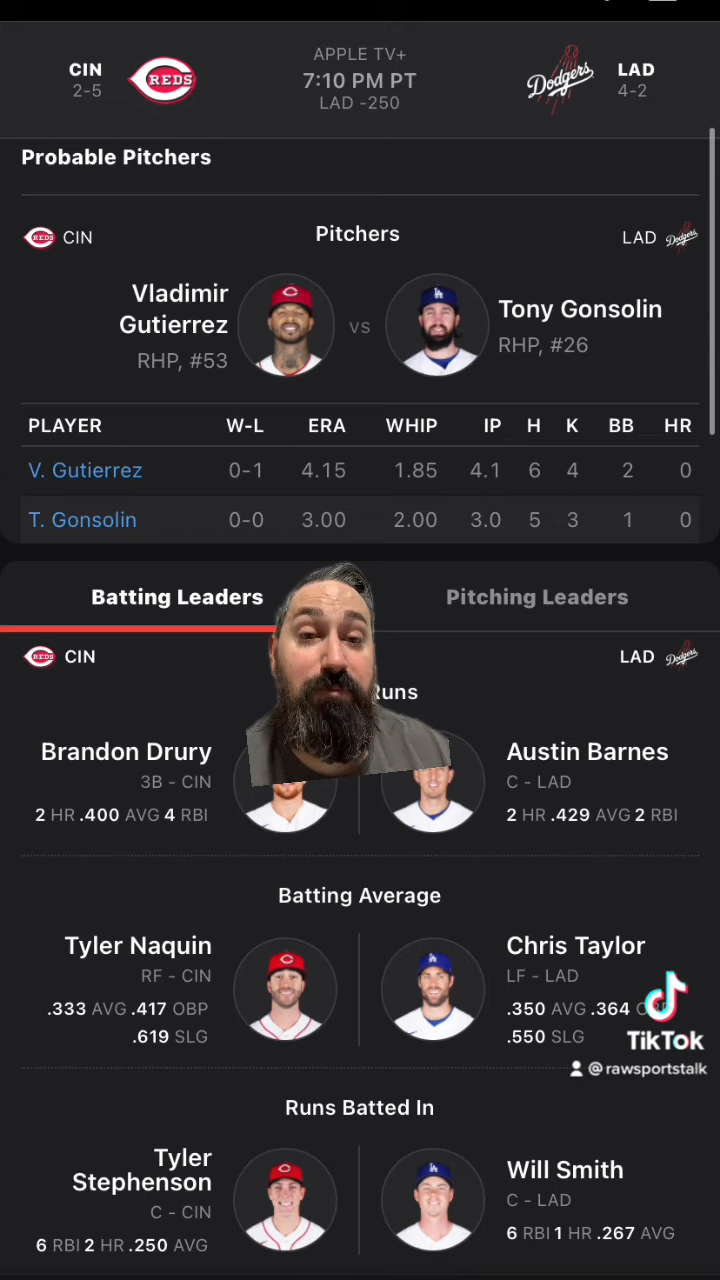 APPLE TV+
CIN REDS 7:10 PM PT Dodgers LAD
2-5 LAD -250 4-2
Probable Pitchers
REDS CIN Pitchers LAD Dodgers
Vladimir
Gutierrez
RHP, #53
vs
Tony Gonsolin
RHP, #26
PLAYER W-L ERA WHIP IP H K BB HR
V. Gutierrez 0-1 4.15 1.85 4.1 6 4 2 0
T. Gonsolin 0-0 3.00 2.00 3.0 5 3 1 0
Batting Leaders Pitching Leaders
REDS CIN LAD Dodgers
Runs
Brandon Drury
3B - CIN
2 HR .400 AVG 4 RBI
Austin Barnes
C - LAD
2 HR .429 AVG 2 RBI
Batting Average
Tyler Naquin
RF - CIN
.333 AVG .417 OBP
.619 SLG
Chris Taylor
LF - LAD
.350 AVG .364
.550 SLG
TikTok
@rawsportstalk
Runs Batted In
Tyler
Stephenson
C - CIN
6 RBI 2 HR .250 AVG
Will Smith
C - LAD
6 RBI 1 HR .267 AVG